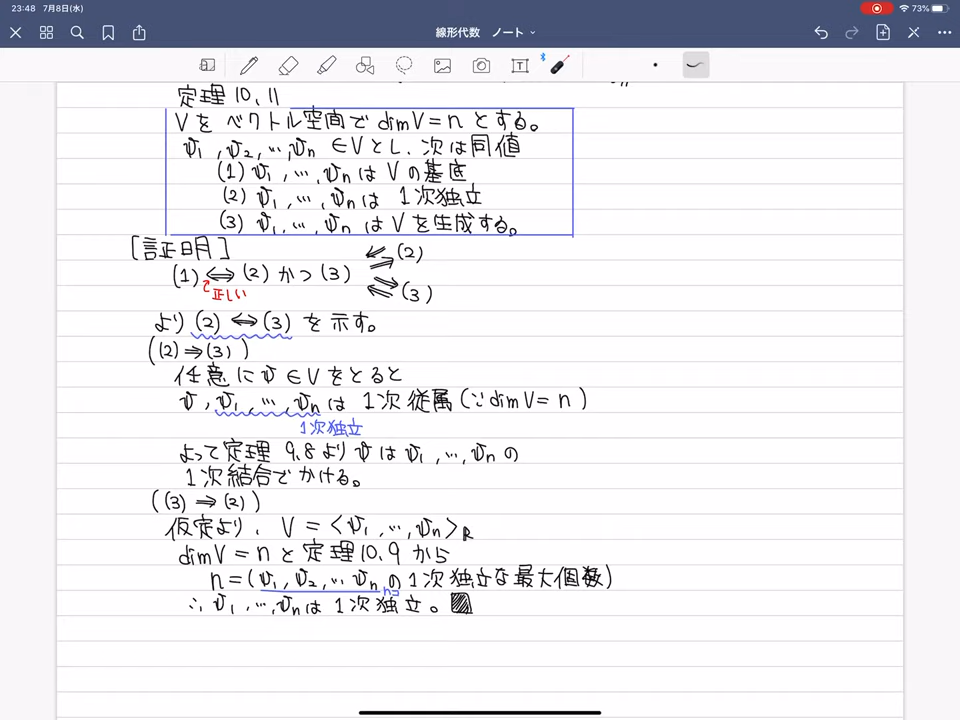 23:48 7月8日(水)
73%
線形代数 ノート
定理10.11
Vをベクトル空間で dimV=n とする。
𝕧₁, 𝕧₂, …, 𝕧n ∈ V とし、次は同値
(1) 𝕧₁, …, 𝕧n は V の基底
(2) 𝕧₁, …, 𝕧n は 1次独立
(3) 𝕧₁, …, 𝕧n は V を生成する。
[証明]
(1) ⇔ (2) かつ (3) ⇐ ⇒ (2)
正しい ⇒ ⇐ (3)
より (2) ⇔ (3) を示す。
((2) ⇒ (3))
任意に 𝕧 ∈ V をとると
𝕧, 𝕧₁, …, 𝕧n は 1次従属 (∵ dimV = n)
1次独立
よって定理 9.8 より 𝕧 は 𝕧₁, …, 𝕧n の
1次結合でかける。
((3) ⇒ (2))
仮定より、 V = <𝕧₁, …, 𝕧n>R
dimV = n と定理10.9 から
n = (𝕧₁, 𝕧₂, … 𝕧n の 1次独立な最大個数)
∴ 𝕧₁, …, 𝕧n は 1次独立。